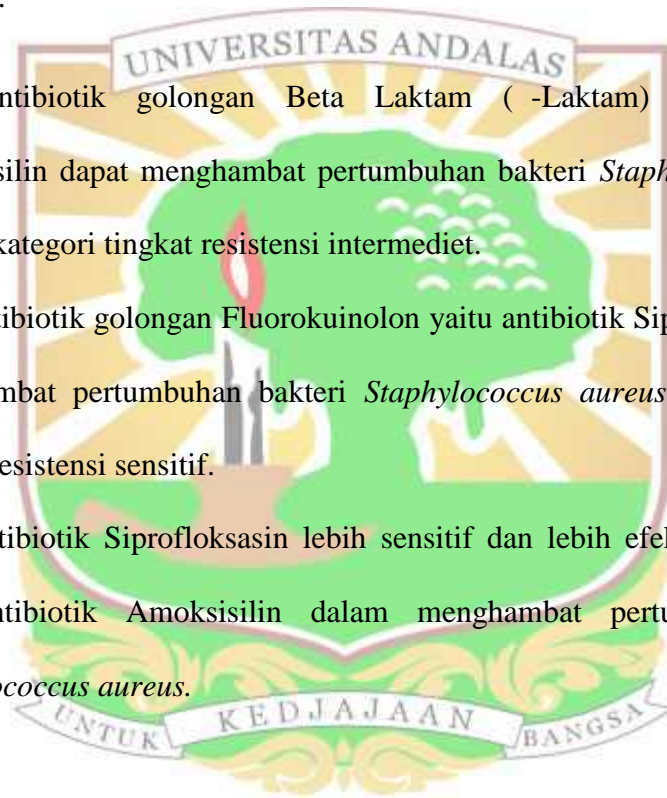 .
UNIVERSITAS ANDALAS
ntibiotik golongan Beta Laktam ( -Laktam)
silin dapat menghambat pertumbuhan bakteri Staph
kategori tingkat resistensi intermediet.
tibiotik golongan Fluorokuinolon yaitu antibiotik Sip
mbat pertumbuhan bakteri Staphylococcus aureus
resistensi sensitif.
tibiotik Siprofloksasin lebih sensitif dan lebih efek
ntibiotik Amoksisilin dalam menghambat pertu
ococcus aureus.
UNTUK KEDJAJAAN BANGSA